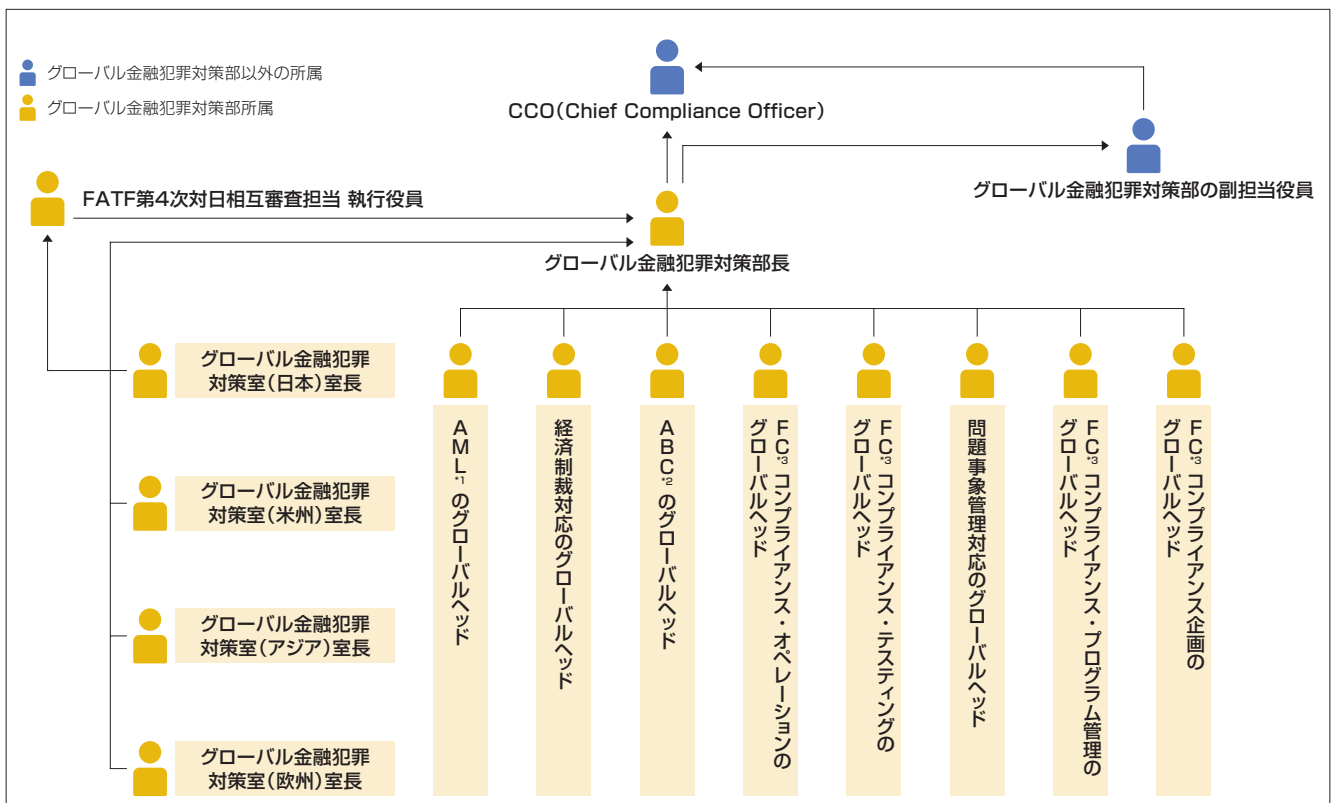 グローバル金融犯罪対策部以外の所属
グローバル金融犯罪対策部所属
CCO(Chief Compliance Officer)
グローバル金融犯罪対策部の副担当役員
FATF第4次対日相互審査担当 執行役員
グローバル金融犯罪対策部長
グローバル金融犯罪
対策室(日本)室長
グローバル金融犯罪
対策室(米州)室長
グローバル金融犯罪
対策室(アジア)室長
グローバル金融犯罪
対策室(欧州)室長
AML*1のグローバルヘッド
経済制裁対応のグローバルヘッド
ABC*2のグローバルヘッド
FC*3コンプライアンス・オペレーションの
グローバルヘッド
FC*3コンプライアンス・テスティングの
グローバルヘッド
問題事象管理対応のグローバルヘッド
FC*3コンプライアンス・プログラム管理の
グローバルヘッド
FC*3コンプライアンス企画の
グローバルヘッド